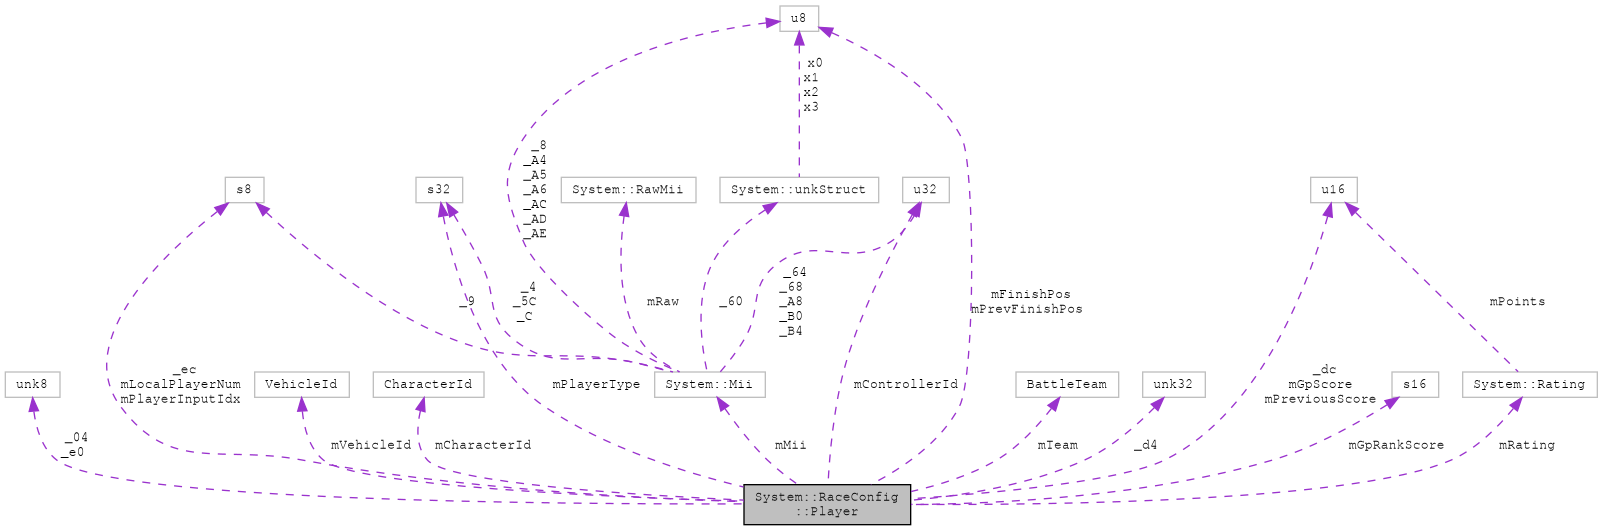 u8
x0
x1
x2
x3
_8
_A4
_A5
_A6
_AC
_AD
_AE
s8
s32
System::RawMii
System::unkStruct
u32
u16
_9
_4
_5C
_C
mRaw
_60
_64
_68
_A8
_B0
_B4
mFinishPos
mPrevFinishPos
mPoints
_ec
mLocalPlayerNum
mPlayerInputIdx
unk8
VehicleId
CharacterId
mPlayerType
System::Mii
mControllerId
BattleTeam
unk32
_dc
mGpScore
mPreviousScore
s16
System::Rating
_04
_e0
mVehicleId
mCharacterId
mMii
mTeam
_d4
mGpRankScore
mRating
System::RaceConfig
::Player